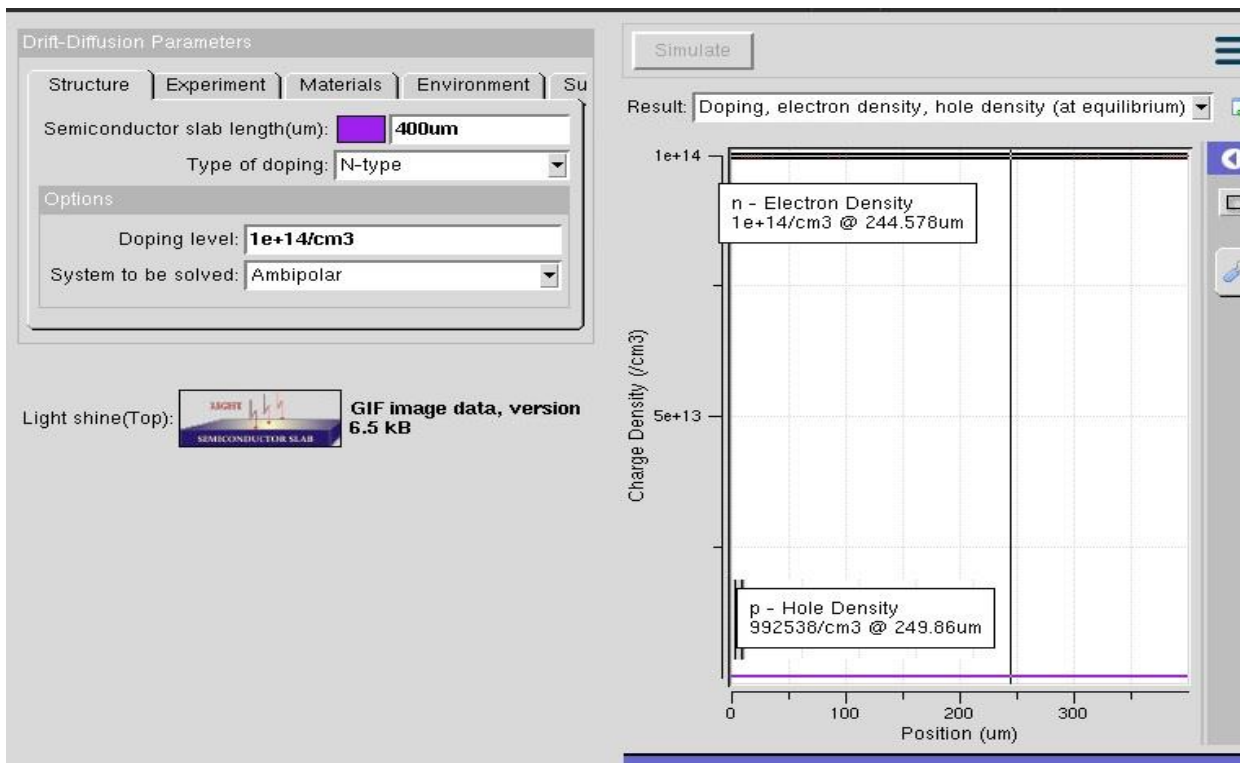 Drift-Diffusion Parameters
Structure Experiment Materials Environment Su
Semiconductor slab length(um): 400um
Type of doping: N-type
Options
Doping level: 1e+14/cm3
System to be solved: Ambipolar
Light shine(Top):
LIGHT
SEMICONDUCTOR SLAB
GIF image data, version
6.5 kB
Simulate
Result: Doping, electron density, hole density (at equilibrium)
1e+14
n - Electron Density
1e+14/cm3 @ 244.578um
Charge Density (/cm3)
5e+13
p - Hole Density
992538/cm3 @ 249.86um
0 100 200 300
Position (um)